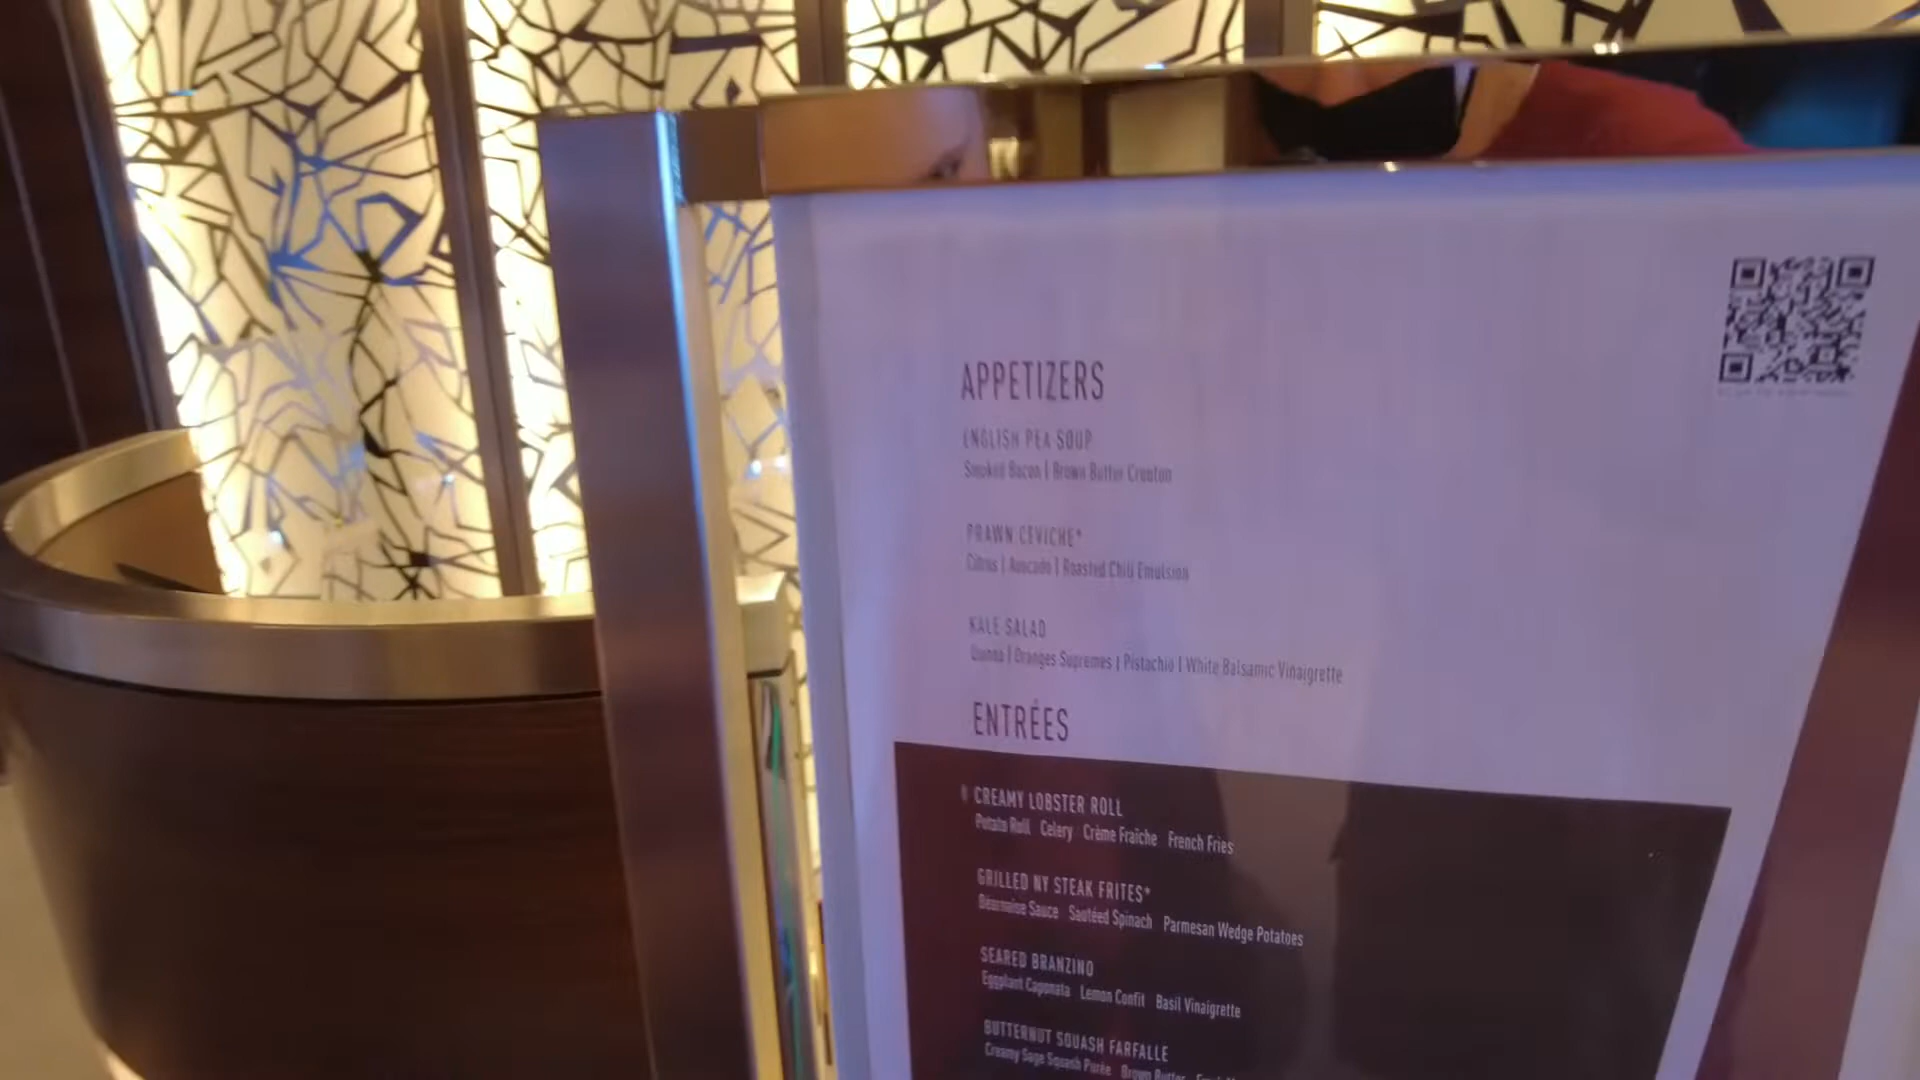 APPETIZERS
ENGLISH PEA SOUP
Smoked Bacon | Brown Butter Crouton
PRAWN CEVICHE*
Citrus | Avocado | Roasted Chili Emulsion
KALE SALAD
Quinoa | Oranges Supremes | Pistachio | White Balsamic Vinaigrette
ENTRÉES
CREAMY LOBSTER ROLL
Potato Roll Celery Crème Fraîche French Fries
GRILLED NY STEAK FRITES*
Béarnaise Sauce Sautéed Spinach Parmesan Wedge Potatoes
SEARED BRANZINO
Eggplant Caponata Lemon Confit Basil Vinaigrette
BUTTERNUT SQUASH FARFALLE
Creamy Sage Squash Purée Brown Butter